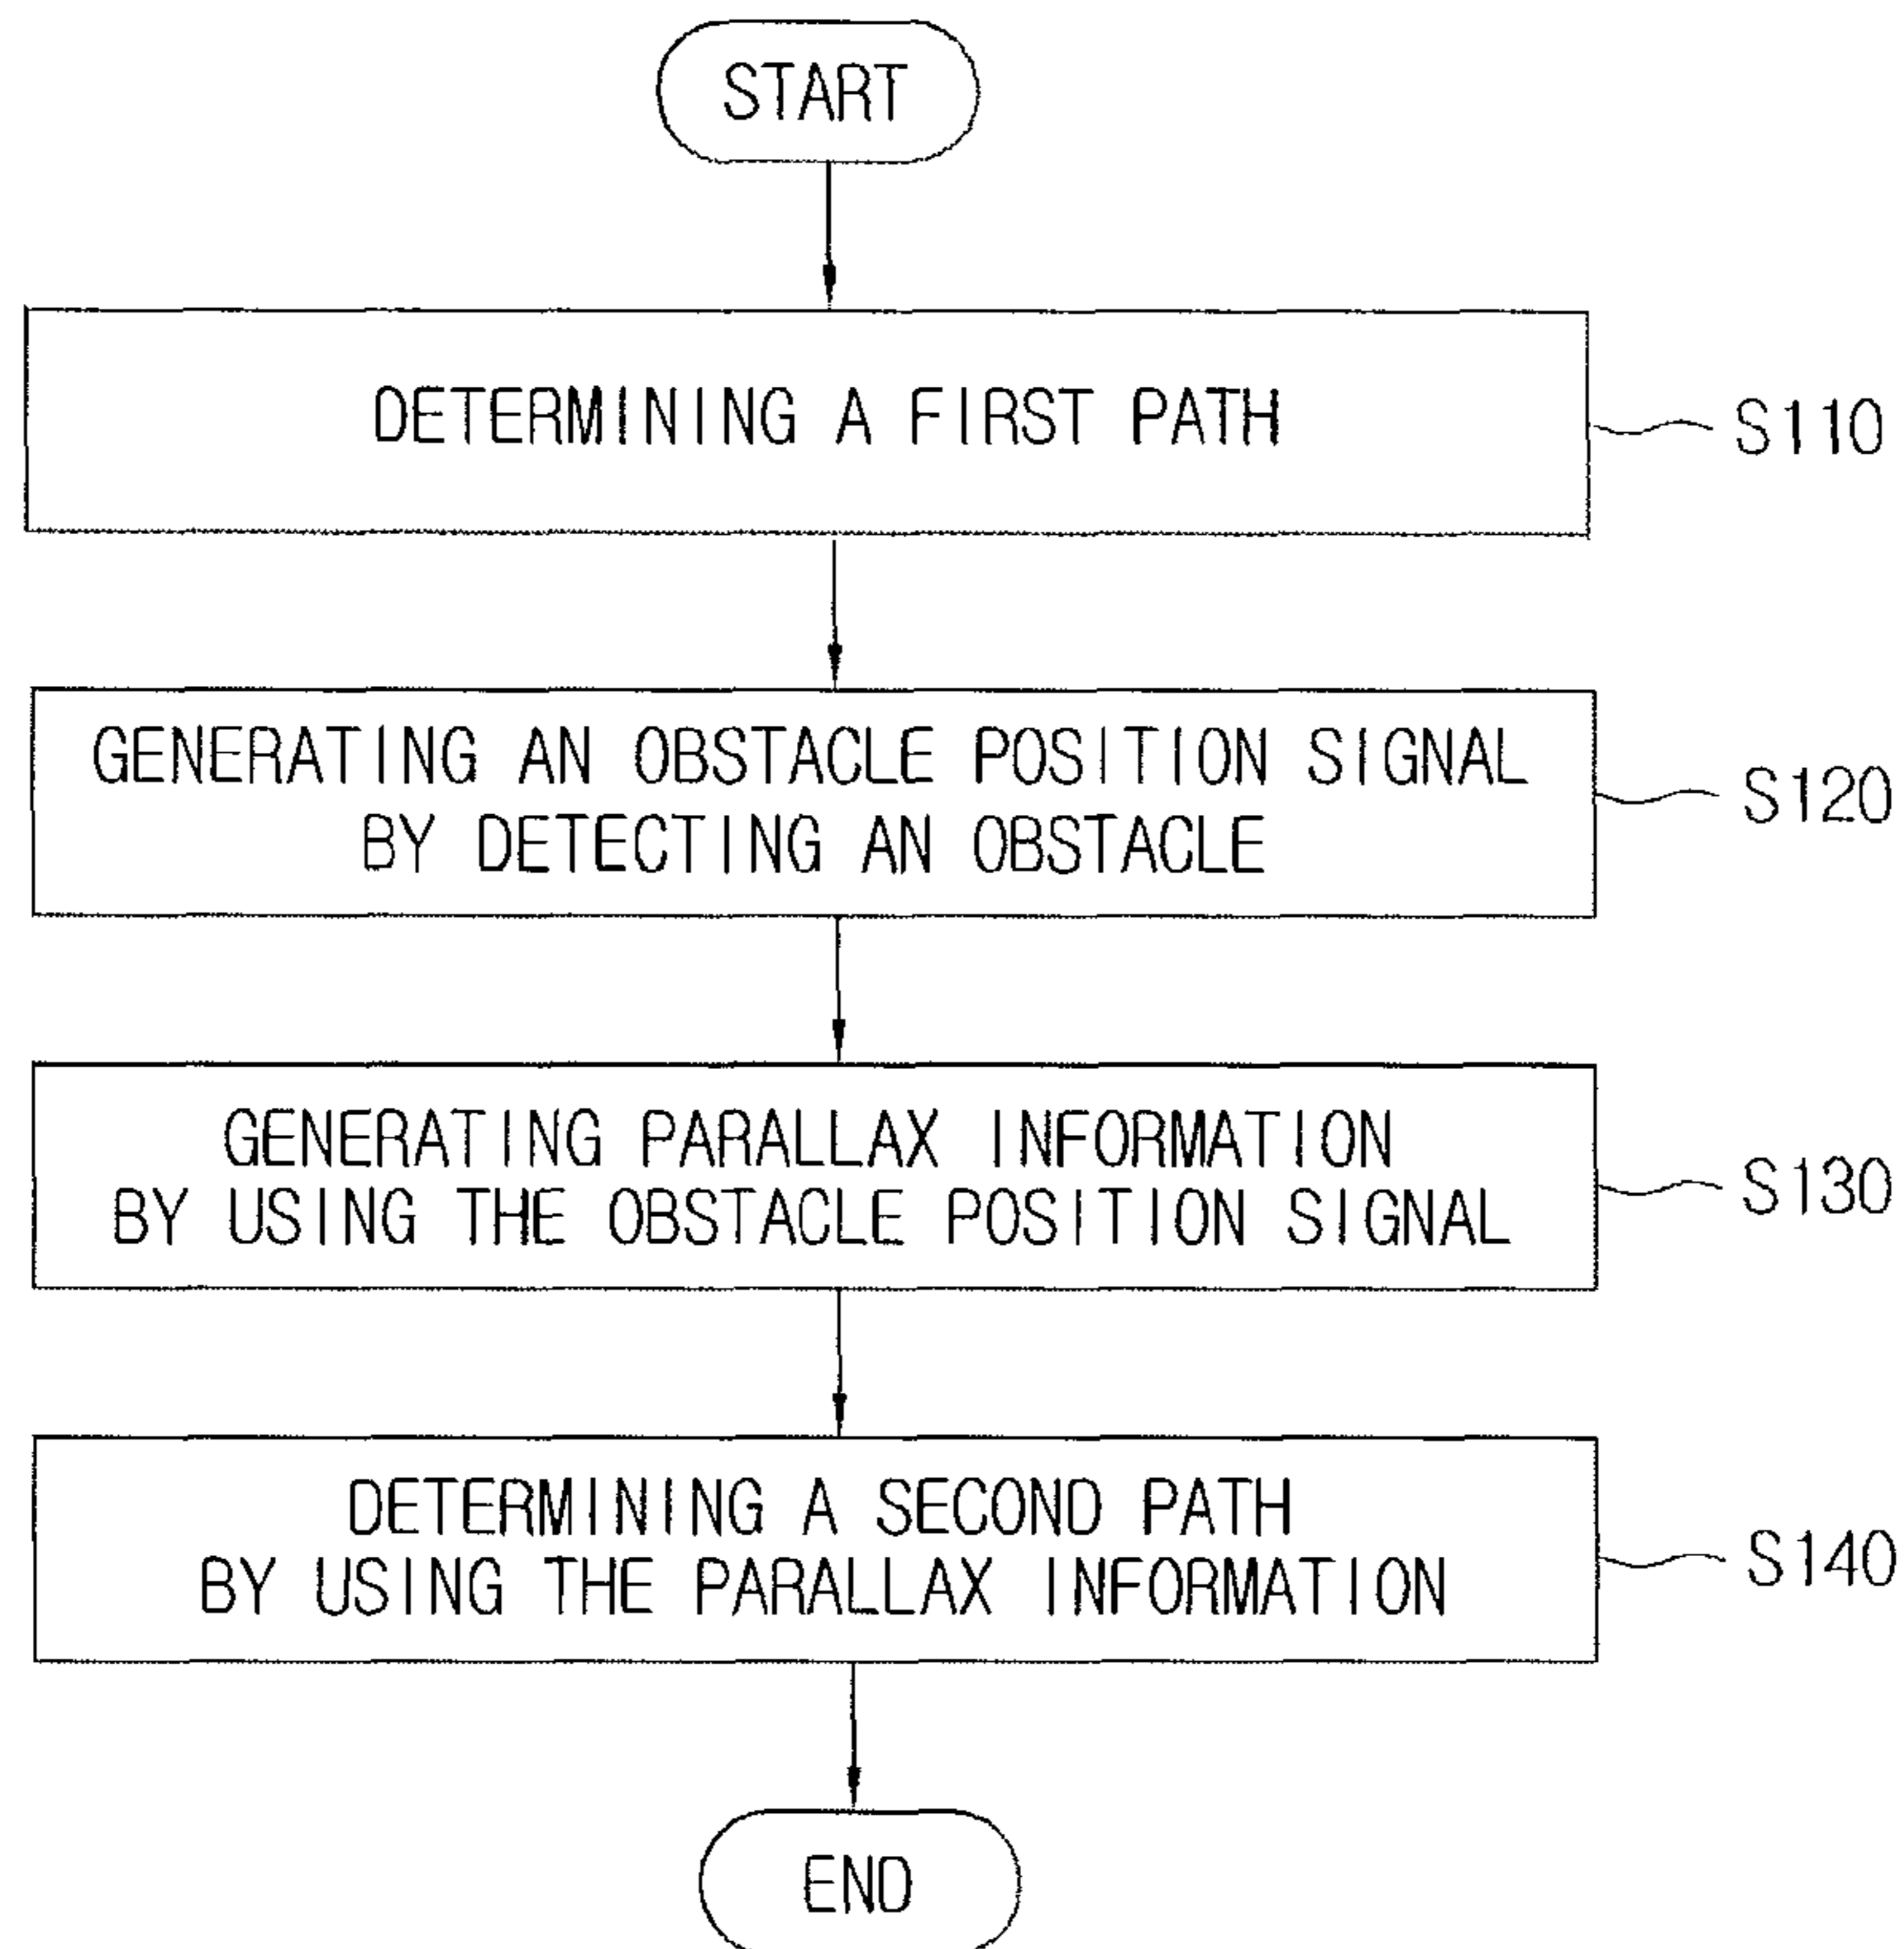 START
DETERMINING A FIRST PATH
S110
GENERATING AN OBSTACLE POSITION SIGNAL
BY DETECTING AN OBSTACLE
S120
GENERATING PARALLAX INFORMATION
BY USING THE OBSTACLE POSITION SIGNAL
S130
DETERMINING A SECOND PATH
BY USING THE PARALLAX INFORMATION
S140
END